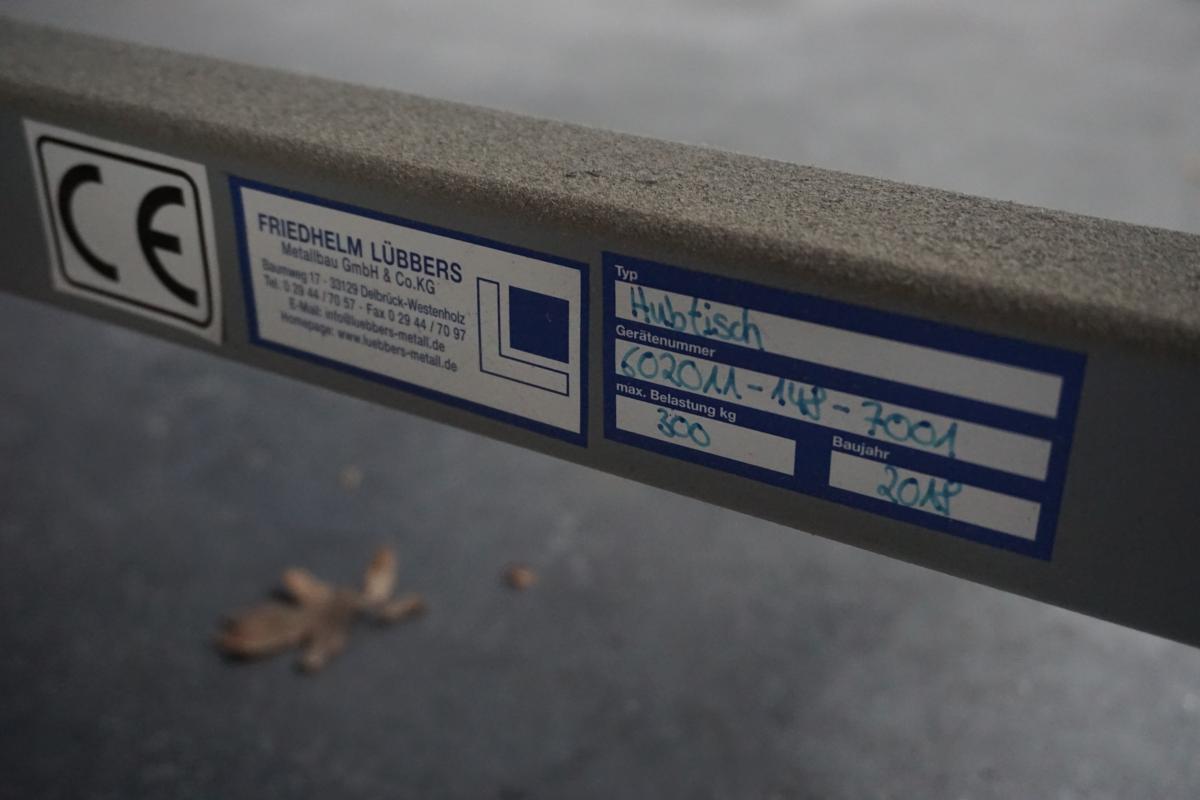 CE
FRIEDHELM LÜBBERS
Metallbau GmbH & Co.KG
Baumweg 17 - 33129 Delbrück-Westenholz
Tel. 0 29 44 / 70 57 - Fax 0 29 44 / 70 97
E-Mail: info@luebbers-metall.de
Homepage: www.luebbers-metall.de
Typ
Hubtisch
Gerätenummer
602011-148-7001
max. Belastung kg
300
Baujahr
2018